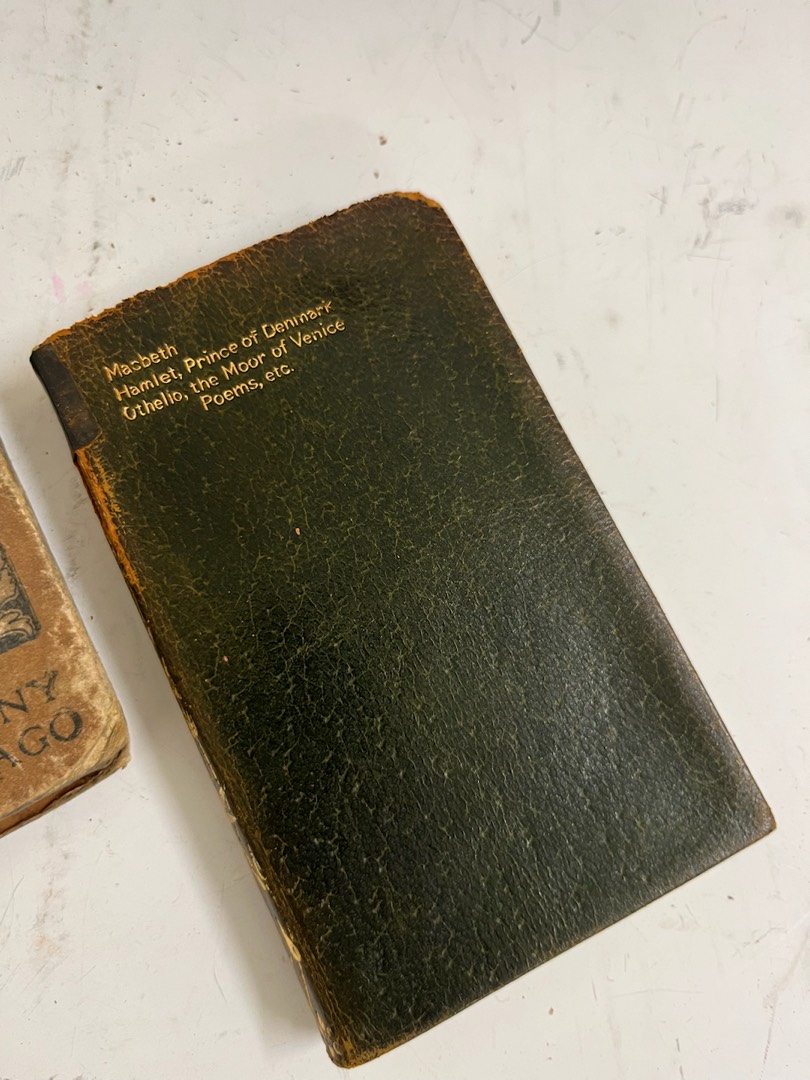 Macbeth
Hamlet, Prince of Denmark
Othello, the Moor of Venice
Poems, etc.
NY
AGO